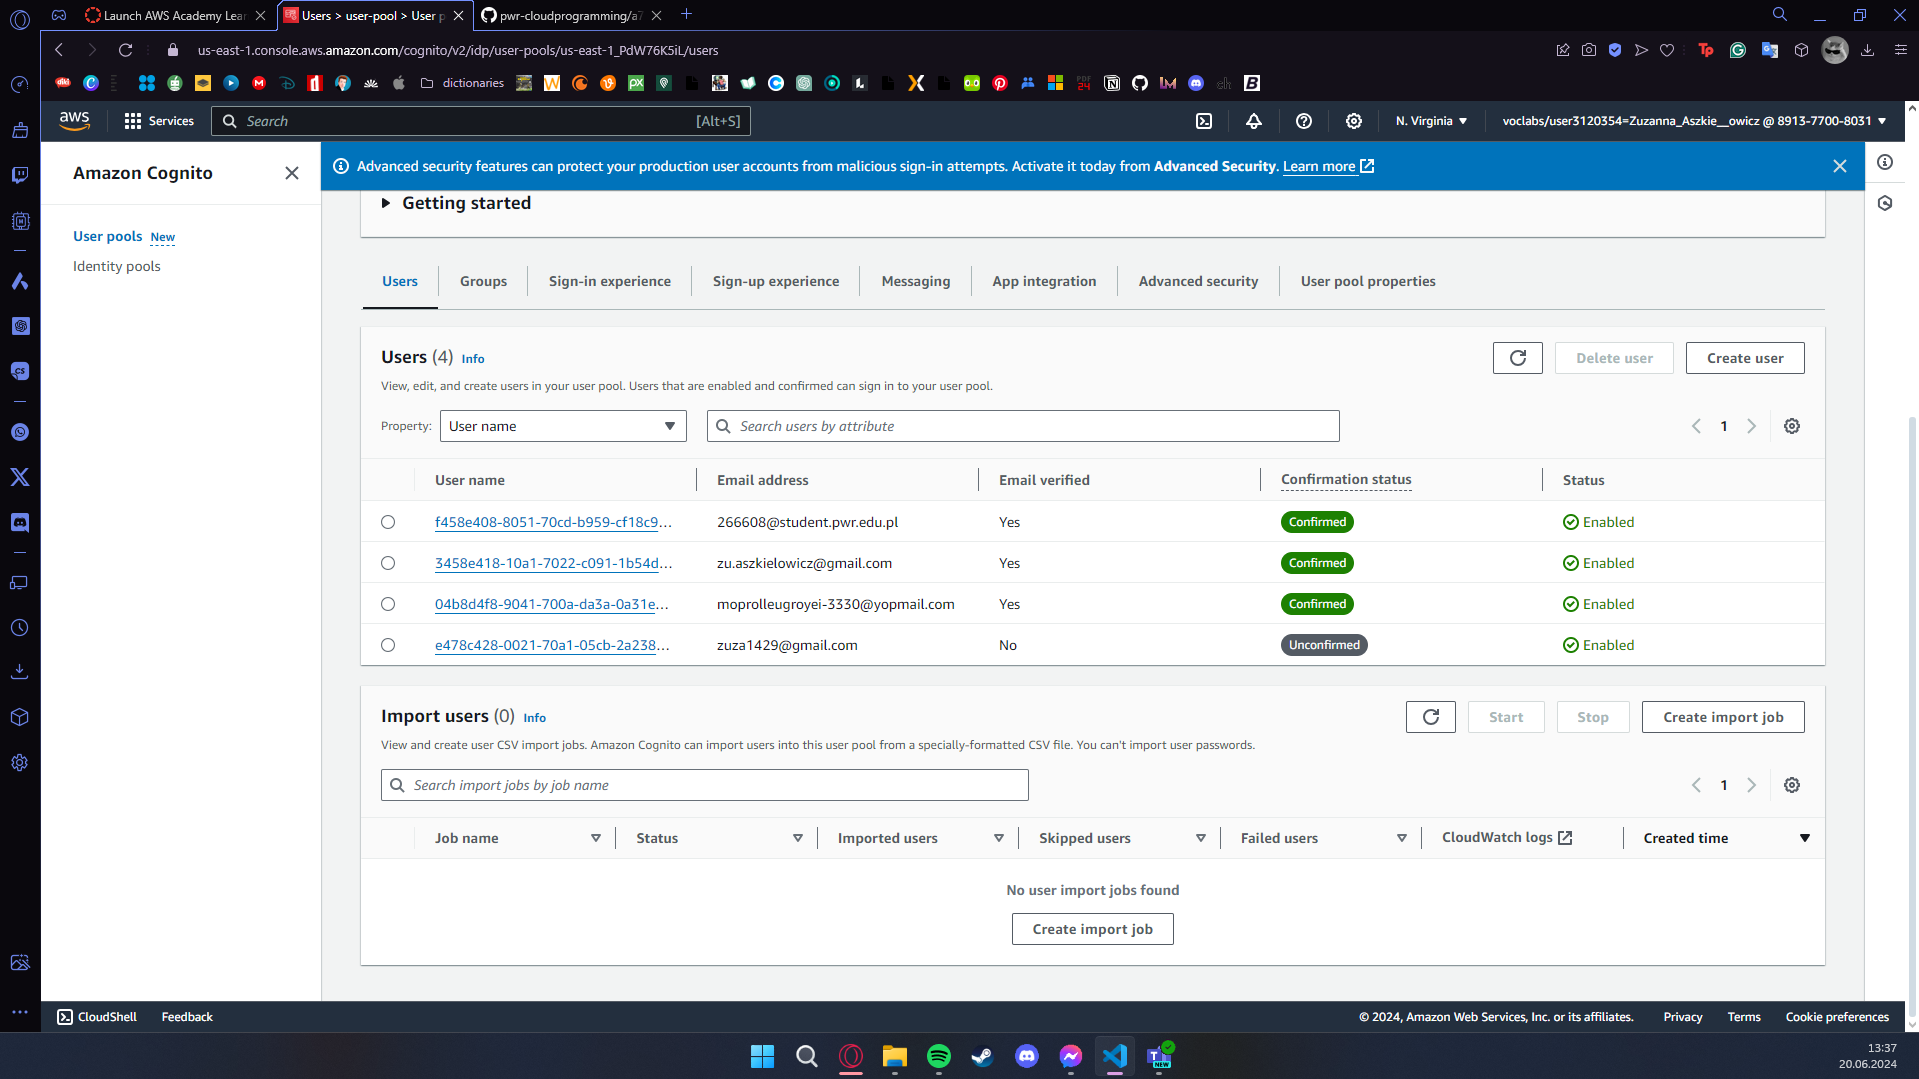 Launch AWS Academy Lear
Users > user-pool > User p
pwr-cloudprogramming/a7
us-east-1.console.aws.amazon.com/cognito/v2/idp/user-pools/us-east-1_PdW76K5iL/users
dictionaries
aws
Services
Search
[Alt+S]
N. Virginia
voclabs/user3120354=Zuzanna_Aszkie__owicz @ 8913-7700-8031
Amazon Cognito
User pools New
Identity pools
Advanced security features can protect your production user accounts from malicious sign-in attempts. Activate it today from Advanced Security. Learn more
Getting started
Users
Groups
Sign-in experience
Sign-up experience
Messaging
App integration
Advanced security
User pool properties
Users (4) Info
Delete user
Create user
View, edit, and create users in your user pool. Users that are enabled and confirmed can sign in to your user pool.
Property:
User name
Search users by attribute
1
User name Email address Email verified Confirmation status Status
f458e408-8051-70cd-b959-cf18c9... 266608@student.pwr.edu.pl Yes Confirmed Enabled
3458e418-10a1-7022-c091-1b54d... zu.aszkielowicz@gmail.com Yes Confirmed Enabled
04b8d4f8-9041-700a-da3a-0a31e... moprolleugroyei-3330@yopmail.com Yes Confirmed Enabled
e478c428-0021-70a1-05cb-2a238... zuza1429@gmail.com No Unconfirmed Enabled
Import users (0) Info
Start
Stop
Create import job
View and create user CSV import jobs. Amazon Cognito can import users into this user pool from a specially-formatted CSV file. You can't import user passwords.
Search import jobs by job name
1
Job name Status Imported users Skipped users Failed users CloudWatch logs Created time
No user import jobs found
Create import job
CloudShell
Feedback
© 2024, Amazon Web Services, Inc. or its affiliates.
Privacy
Terms
Cookie preferences
13:37
20.06.2024